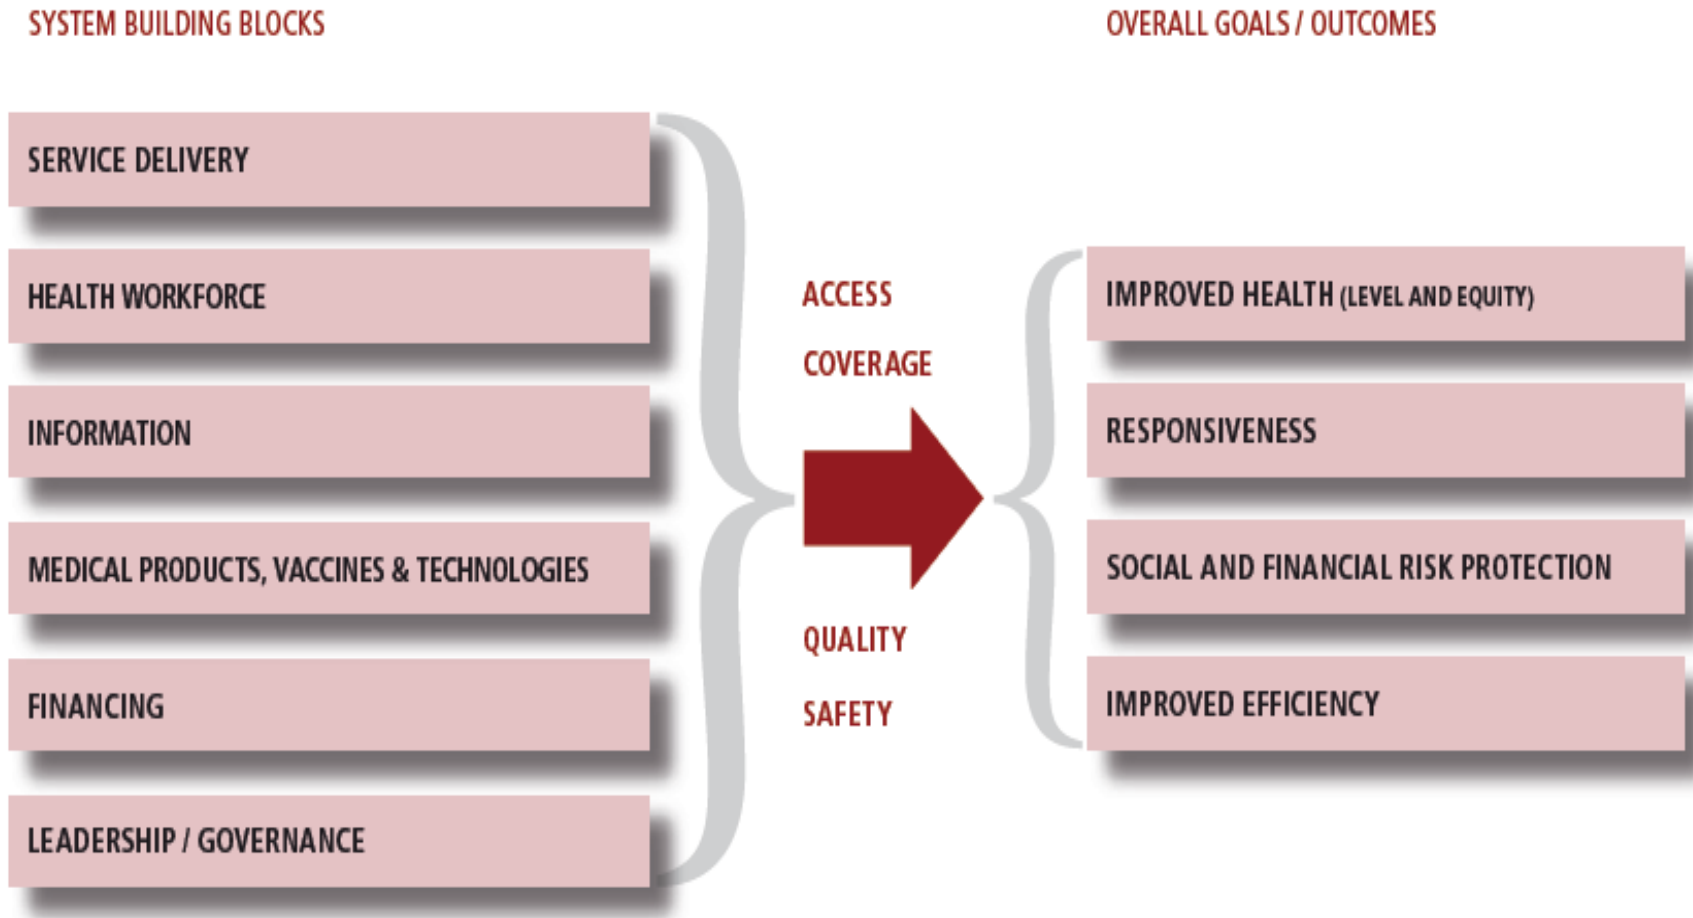 SYSTEM BUILDING BLOCKS
SERVICE DELIVERY
HEALTH WORKFORCE
INFORMATION
MEDICAL PRODUCTS, VACCINES & TECHNOLOGIES
FINANCING
LEADERSHIP / GOVERNANCE
ACCESS
COVERAGE
QUALITY
SAFETY
OVERALL GOALS / OUTCOMES
IMPROVED HEALTH (LEVEL AND EQUITY)
RESPONSIVENESS
SOCIAL AND FINANCIAL RISK PROTECTION
IMPROVED EFFICIENCY